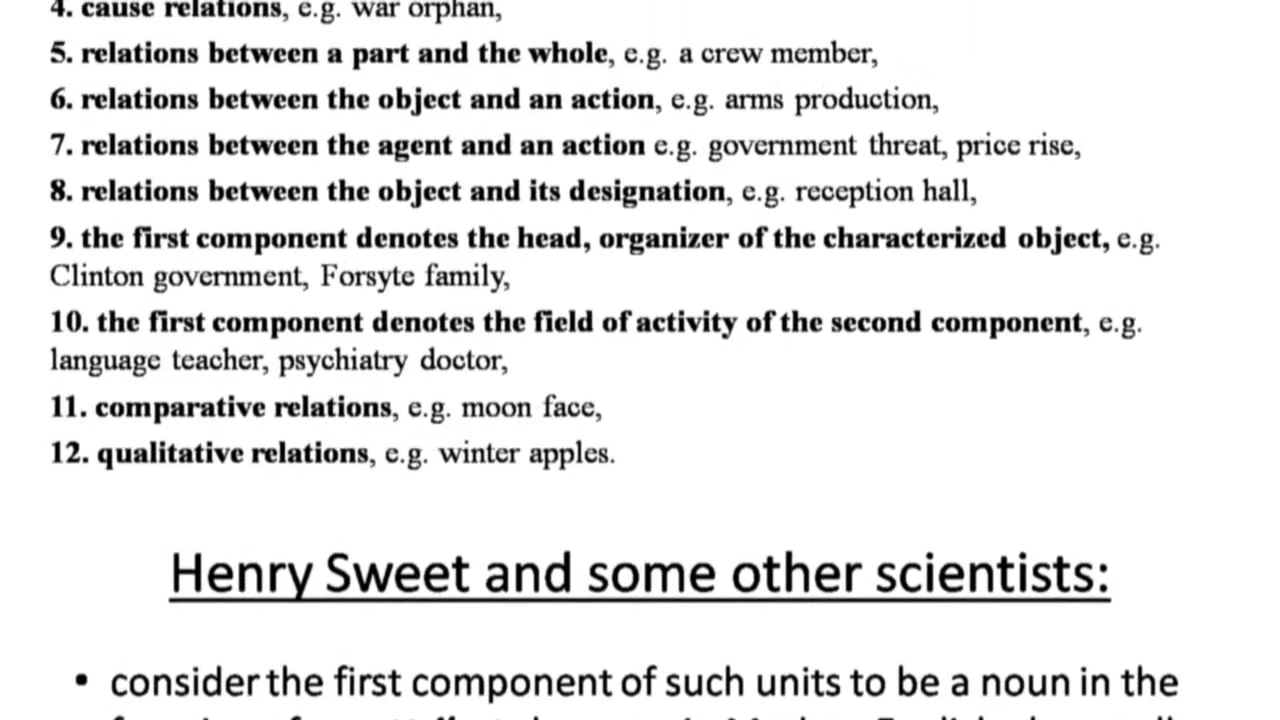 4. cause relations, e.g. war orphan,
5. relations between a part and the whole, e.g. a crew member,
6. relations between the object and an action, e.g. arms production,
7. relations between the agent and an action e.g. government threat, price rise,
8. relations between the object and its designation, e.g. reception hall,
9. the first component denotes the head, organizer of the characterized object, e.g.
Clinton government, Forsyte family,
10. the first component denotes the field of activity of the second component, e.g.
language teacher, psychiatry doctor,
11. comparative relations, e.g. moon face,
12. qualitative relations, e.g. winter apples.
Henry Sweet and some other scientists:
• consider the first component of such units to be a noun in the